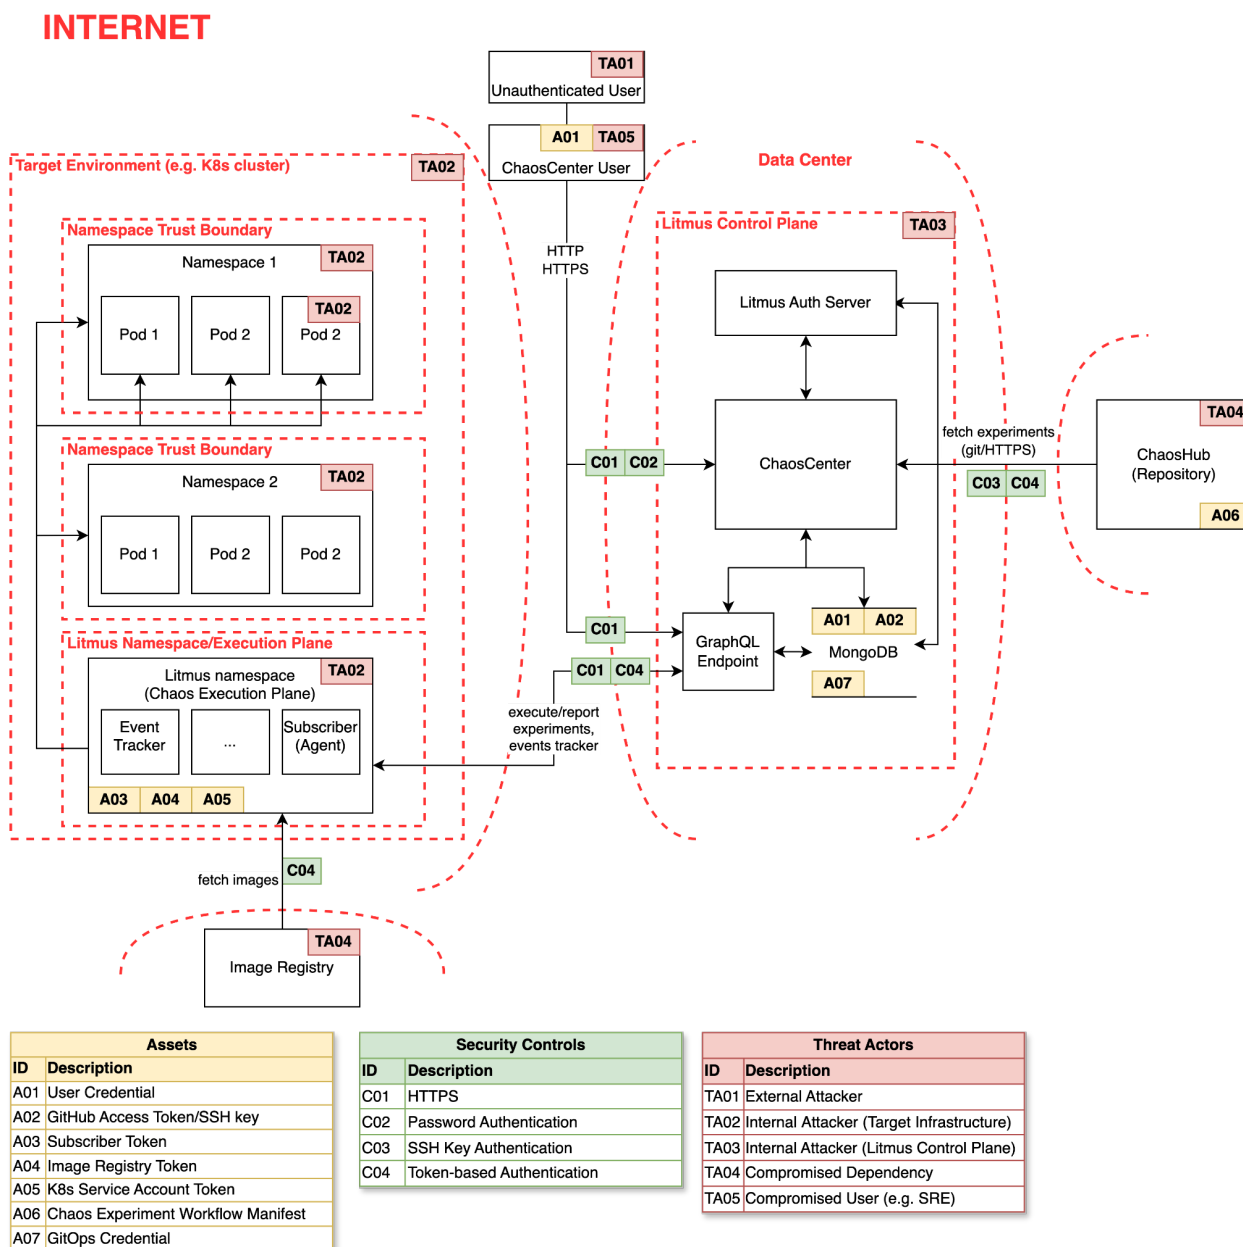 INTERNET
TA01
Unauthenticated User
A01 TA05
ChaosCenter User
HTTP
HTTPS
Target Environment (e.g. K8s cluster)
TA02
Namespace Trust Boundary
TA02
Namespace 1
TA02
Pod 1
Pod 2
Pod 2
Namespace Trust Boundary
TA02
Namespace 2
Pod 1
Pod 2
Pod 2
Litmus Namespace/Execution Plane
TA02
Litmus namespace
(Chaos Execution Plane)
Event
Tracker
...
Subscriber
(Agent)
A03 A04 A05
fetch images
C04
TA04
Image Registry
execute/report
experiments,
events tracker
Data Center
Litmus Control Plane
TA03
Litmus Auth Server
C01 C02
ChaosCenter
C01
C01 C04
GraphQL
Endpoint
A01 A02
MongoDB
A07
fetch experiments
(git/HTTPS)
C03 C04
TA04
ChaosHub
(Repository)
A06
Assets
ID Description
A01 User Credential
A02 GitHub Access Token/SSH key
A03 Subscriber Token
A04 Image Registry Token
A05 K8s Service Account Token
A06 Chaos Experiment Workflow Manifest
A07 GitOps Credential
Security Controls
ID Description
C01 HTTPS
C02 Password Authentication
C03 SSH Key Authentication
C04 Token-based Authentication
Threat Actors
ID Description
TA01 External Attacker
TA02 Internal Attacker (Target Infrastructure)
TA03 Internal Attacker (Litmus Control Plane)
TA04 Compromised Dependency
TA05 Compromised User (e.g. SRE)